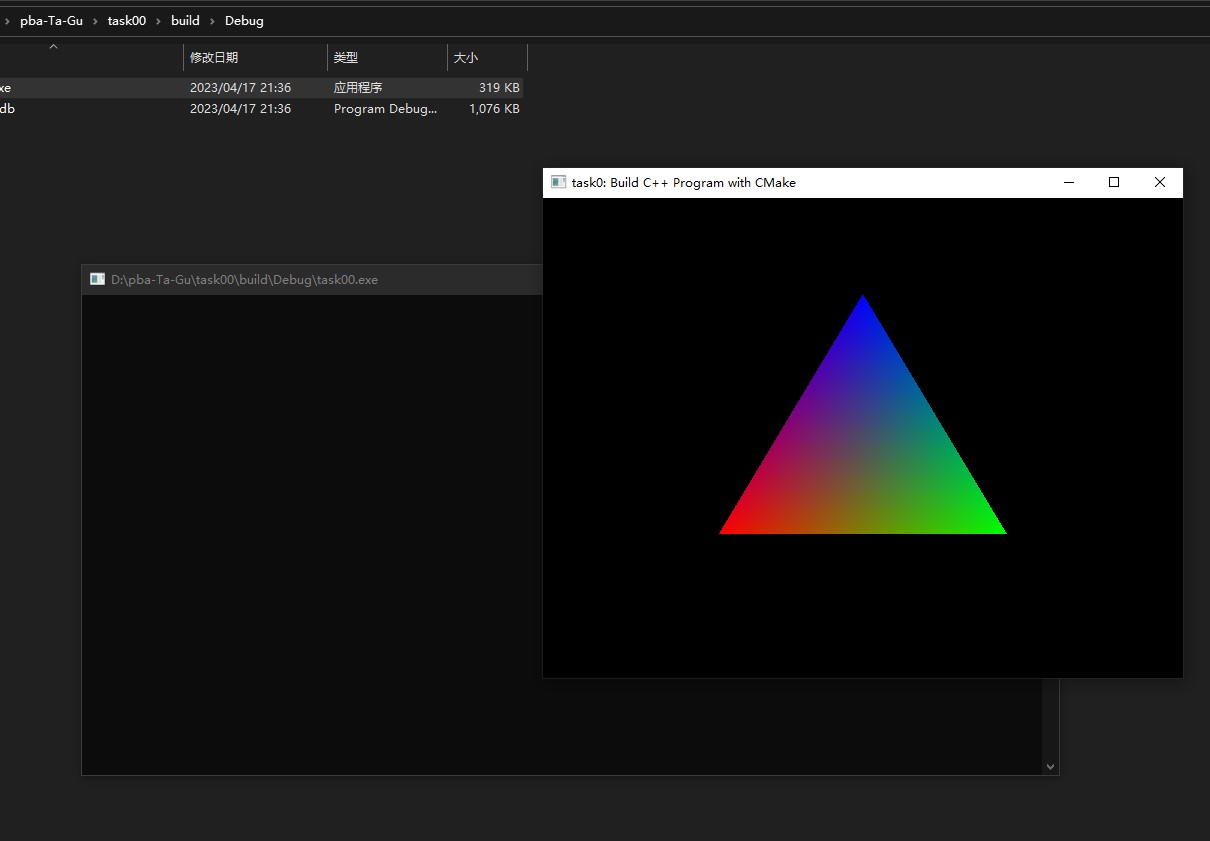 pba-Ta-Gu › task00 › build › Debug
修改日期 类型 大小
xe 2023/04/17 21:36 应用程序 319 KB
db 2023/04/17 21:36 Program Debug... 1,076 KB
task0: Build C++ Program with CMake
D:\pba-Ta-Gu\task00\build\Debug\task00.exe